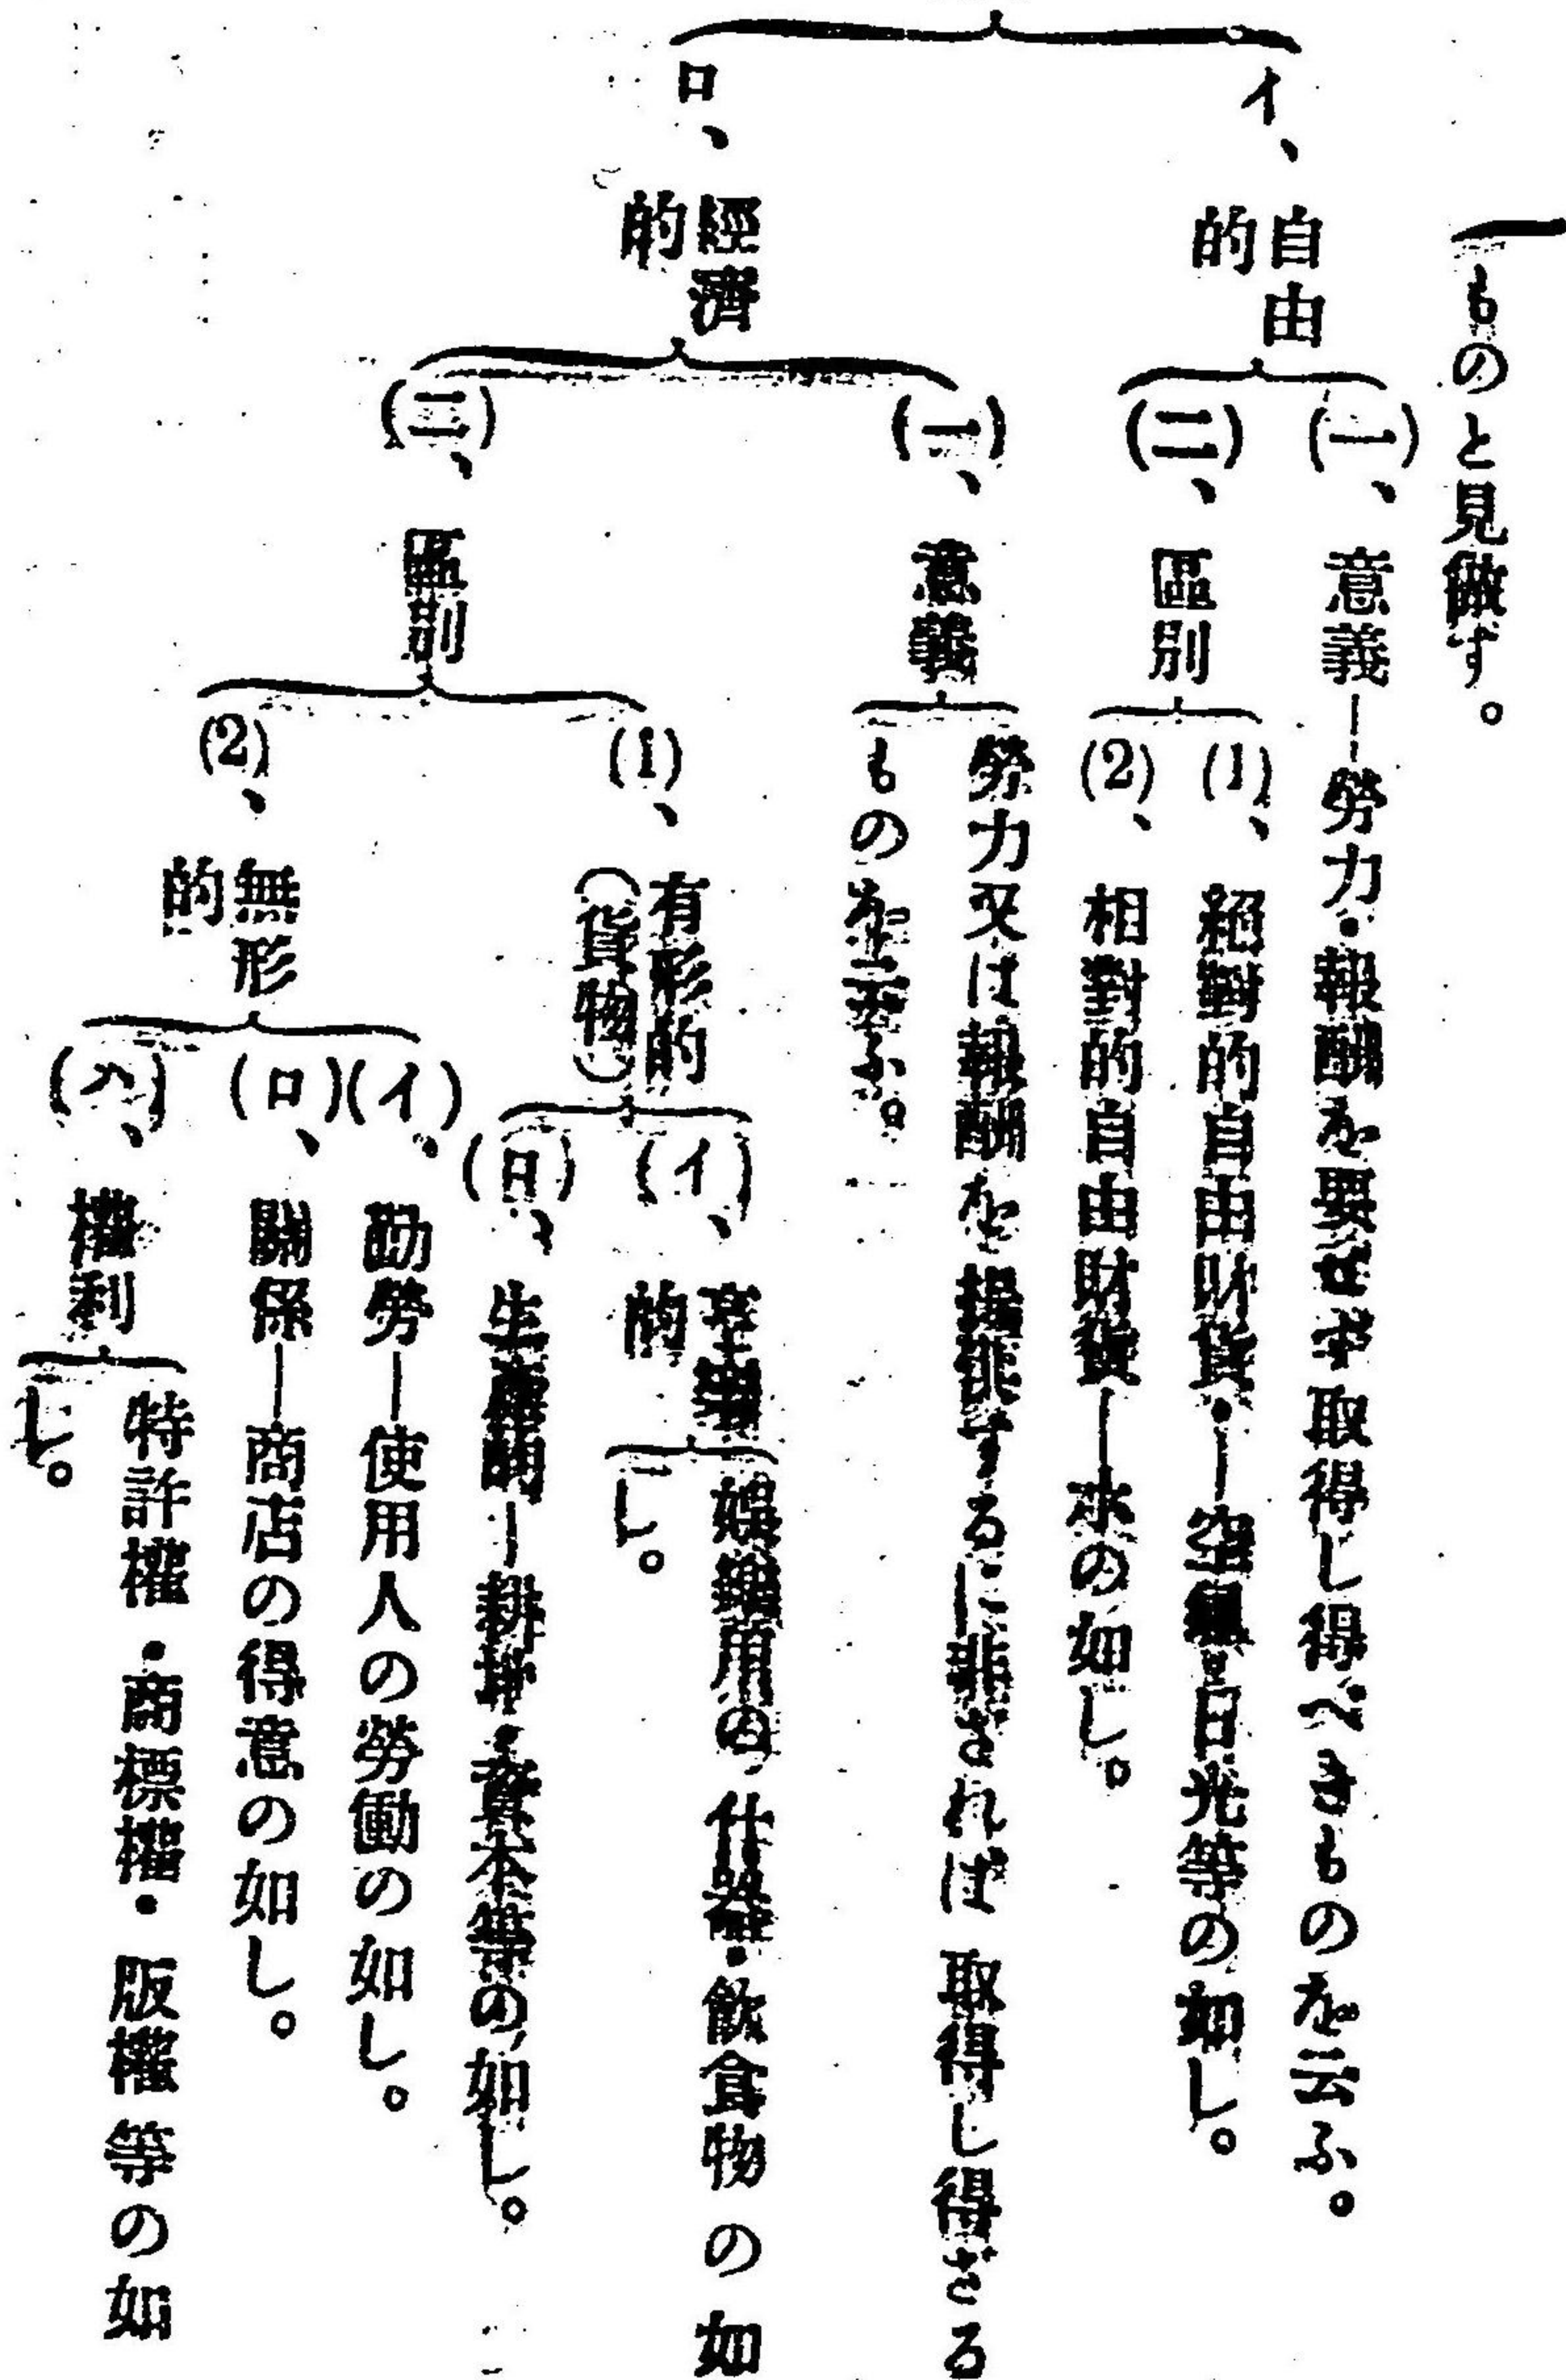 ものと見做す。
イ、自由的
(一)、意義―勞力・報酬を要せず取得し得べきものを云ふ。
(二)、區別
(1)、絕對的自由財貨・―空氣・日光等の如し。
(2)、相對的自由財貨―水の如し。
ロ、經濟的
(一)、意義
勞力又は報酬を提供するに非ざれば取得し得ざる
ものを云ふ。
(二)、區別
(1)、有形的
(貨物)
(イ)、享樂的
娯樂用の什器・飲食物の如
し。
(ロ)、生產的―耕地・資本等の如し。
(2)、無形的
(イ)、勤勞―使用人の勞働の如し。
(ロ)、關係―商店の得意の如し。
(ハ)、權利
特許權・商標權・版權等の如
し。